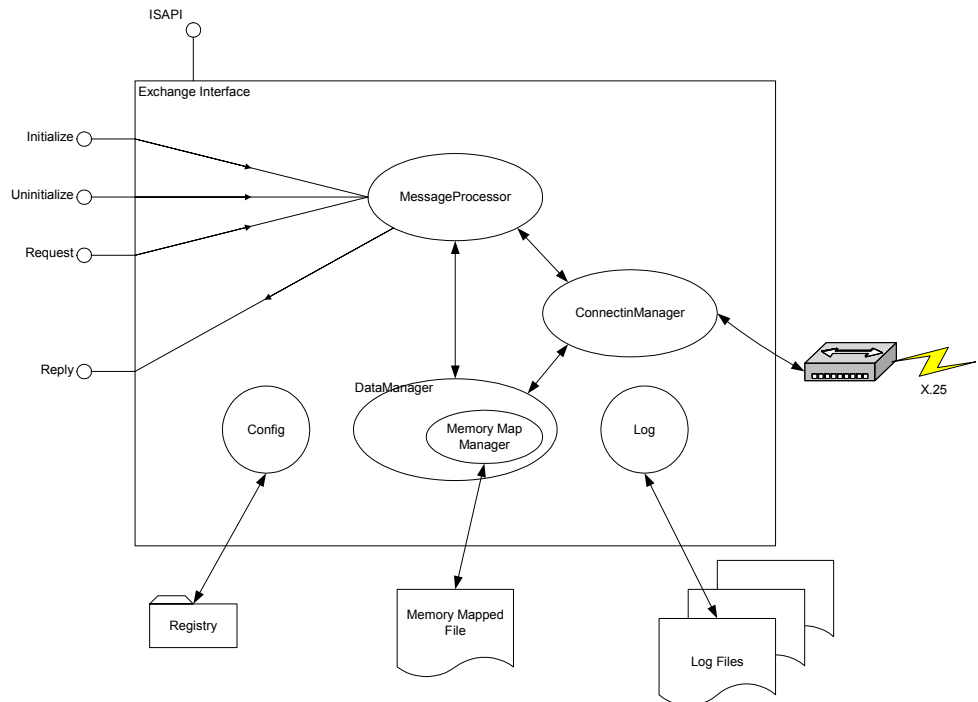 ISAPI
Exchange Interface
Initialize
Uninitialize
MessageProcessor
Request
ConnectinManager
Reply
X.25
DataManager
Config
Memory Map
Manager
Log
Registry
Memory Mapped
File
Log Files